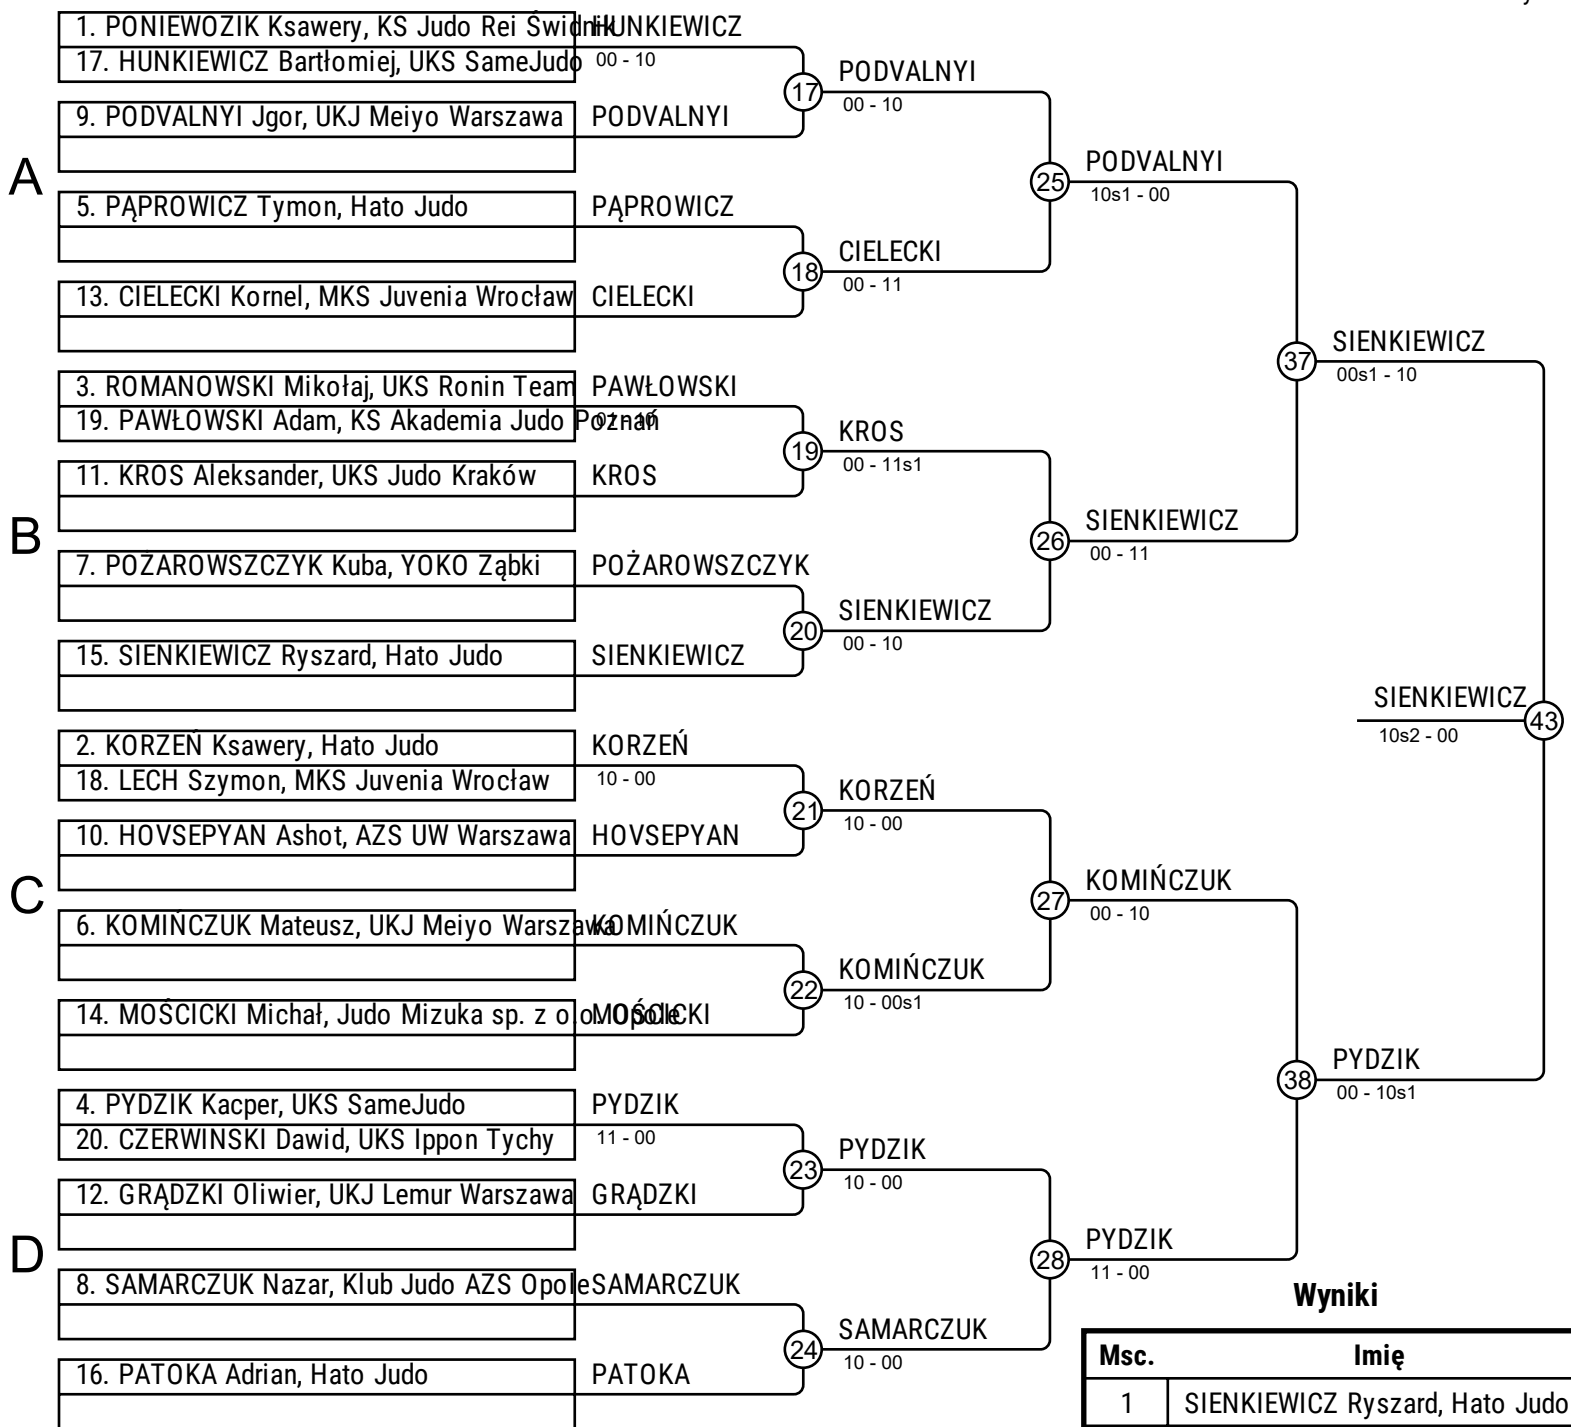 1. PONIEWOZIK Ksawery, KS Judo Rei Świdnik
HUNKIEWICZ
17. HUNKIEWICZ Bartłomiej, UKS SameJudo
00 - 10
17
PODVALNYI
00 - 10
9. PODVALNYI Jgor, UKJ Meiyo Warszawa
PODVALNYI
A
25
PODVALNYI
10s1 - 00
5. PĄPROWICZ Tymon, Hato Judo
PĄPROWICZ
18
CIELECKI
00 - 11
13. CIELECKI Kornel, MKS Juvenia Wrocław
CIELECKI
37
SIENKIEWICZ
00s1 - 10
3. ROMANOWSKI Mikołaj, UKS Ronin Team
PAWŁOWSKI
19. PAWŁOWSKI Adam, KS Akademia Judo Poznań
19
KROS
00 - 11s1
11. KROS Aleksander, UKS Judo Kraków
KROS
B
26
SIENKIEWICZ
00 - 11
7. POŻAROWSZCZYK Kuba, YOKO Ząbki
POŻAROWSZCZYK
20
SIENKIEWICZ
00 - 10
15. SIENKIEWICZ Ryszard, Hato Judo
SIENKIEWICZ
SIENKIEWICZ
43
10s2 - 00
2. KORZEŃ Ksawery, Hato Judo
KORZEŃ
18. LECH Szymon, MKS Juvenia Wrocław
10 - 00
21
KORZEŃ
10 - 00
10. HOVSEPYAN Ashot, AZS UW Warszawa
HOVSEPYAN
C
27
KOMIŃCZUK
00 - 10
6. KOMIŃCZUK Mateusz, UKJ Meiyo Warszawa
KOMIŃCZUK
22
KOMIŃCZUK
10 - 00s1
14. MOŚCICKI Michał, Judo Mizuka sp. z o.o. Opole
MOŚCICKI
38
PYDZIK
00 - 10s1
4. PYDZIK Kacper, UKS SameJudo
PYDZIK
20. CZERWINSKI Dawid, UKS Ippon Tychy
11 - 00
23
PYDZIK
10 - 00
12. GRĄDZKI Oliwier, UKJ Lemur Warszawa
GRĄDZKI
D
28
PYDZIK
11 - 00
8. SAMARCZUK Nazar, Klub Judo AZS Opole
SAMARCZUK
24
SAMARCZUK
10 - 00
16. PATOKA Adrian, Hato Judo
PATOKA
Wyniki
Msc. Imię
1 SIENKIEWICZ Ryszard, Hato Judo